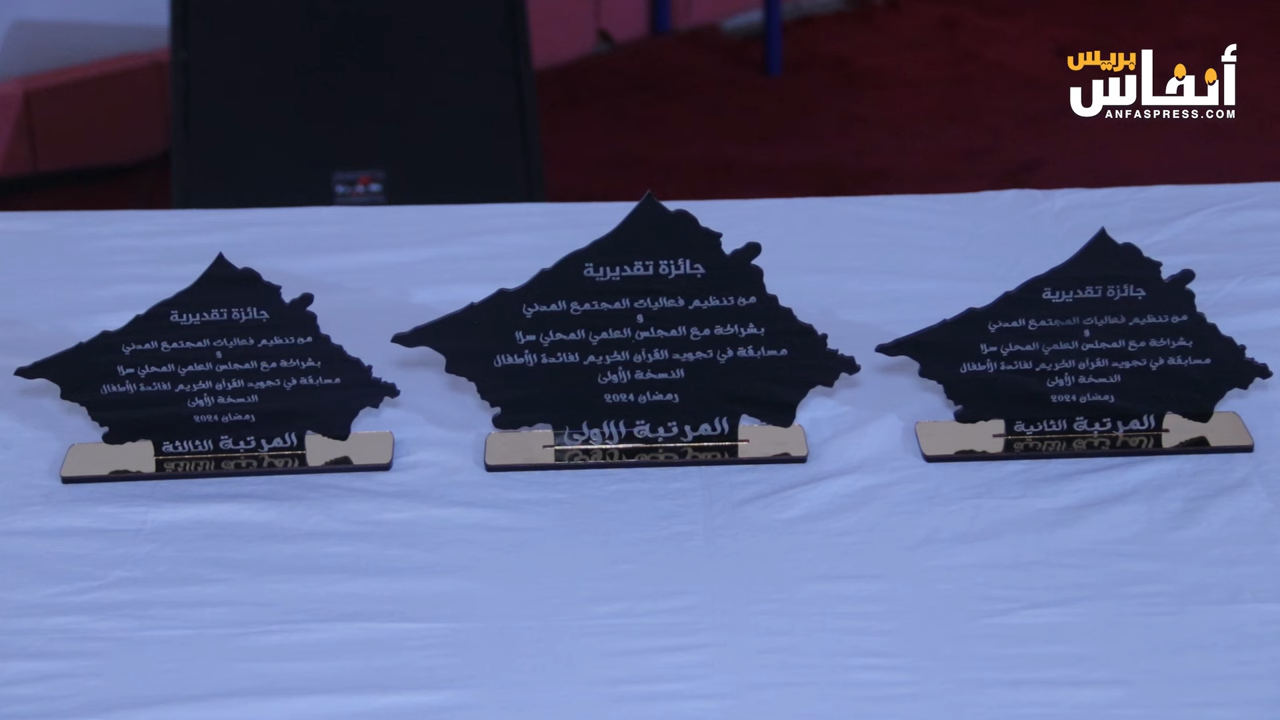 أنفاس بريس
ANFASPRESS.COM
جائزة تقديرية
من تنظيم فعاليات المجتمع المدني
و
بشراكة مع المجلس العلمي المحلي سلا
مسابقة في تجويد القرآن الكريم لفائدة الأطفال
النسخة الأولى
رمضان 2024
المرتبة الثالثة
جائزة تقديرية
من تنظيم فعاليات المجتمع المدني
و
بشراكة مع المجلس العلمي المحلي سلا
مسابقة في تجويد القرآن الكريم لفائدة الأطفال
النسخة الأولى
رمضان 2024
المرتبة الأولى
جائزة تقديرية
من تنظيم فعاليات المجتمع المدني
و
بشراكة مع المجلس العلمي المحلي سلا
مسابقة في تجويد القرآن الكريم لفائدة الأطفال
النسخة الأولى
رمضان 2024
المرتبة الثانية